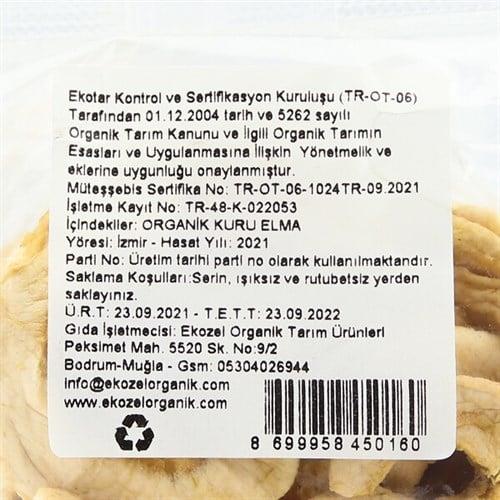 Ekotar Kontrol ve Sertifikasyon Kuruluşu (TR-OT-06)
Tarafından 01.12.2004 tarih ve 5262 sayılı
Organik Tarım Kanunu ve İlgili Organik Tarımın
Esasları ve Uygulanmasına İlişkin Yönetmelik ve
eklerine uygunluğu onaylanmıştır.
Müteşşebis Sertifika No: TR-OT-06-1024TR-09.2021
İşletme Kayıt No: TR-48-K-022053
İçindekiler: ORGANİK KURU ELMA
Yöresi: İzmir - Hasat Yılı: 2021
Parti No: Üretim tarihi parti no olarak kullanılmaktandır.
Saklama Koşulları:Serin, ışıksız ve rutubetsiz yerden
saklayınız.
Ü.R.T: 23.09.2021 - T.E.T.T: 23.09.2022
Gıda İşletmecisi: Ekozel Organik Tarım Ürünleri
Peksimet Mah. 5520 Sk. No:9/2
Bodrum-Muğla - Gsm: 05304026944
info@ekozelorganik.com
www.ekozelorganik.com
8 699958 450160